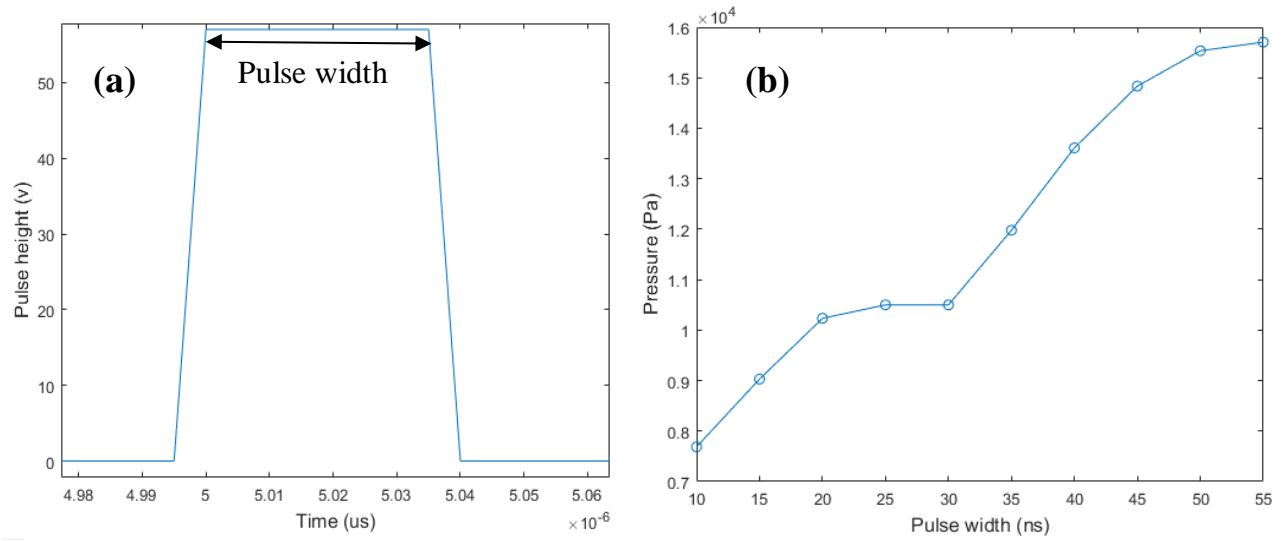 (a)
Pulse width
50
40
30
20
10
0
Pulse height (v)
4.98 4.99 5 5.01 5.02 5.03 5.04 5.05 5.06
Time (us)
×10⁻⁶
×10⁴
(b)
1.6
1.5
1.4
1.3
1.2
1.1
1
0.9
0.8
0.7
Pressure (Pa)
10 15 20 25 30 35 40 45 50 55
Pulse width (ns)